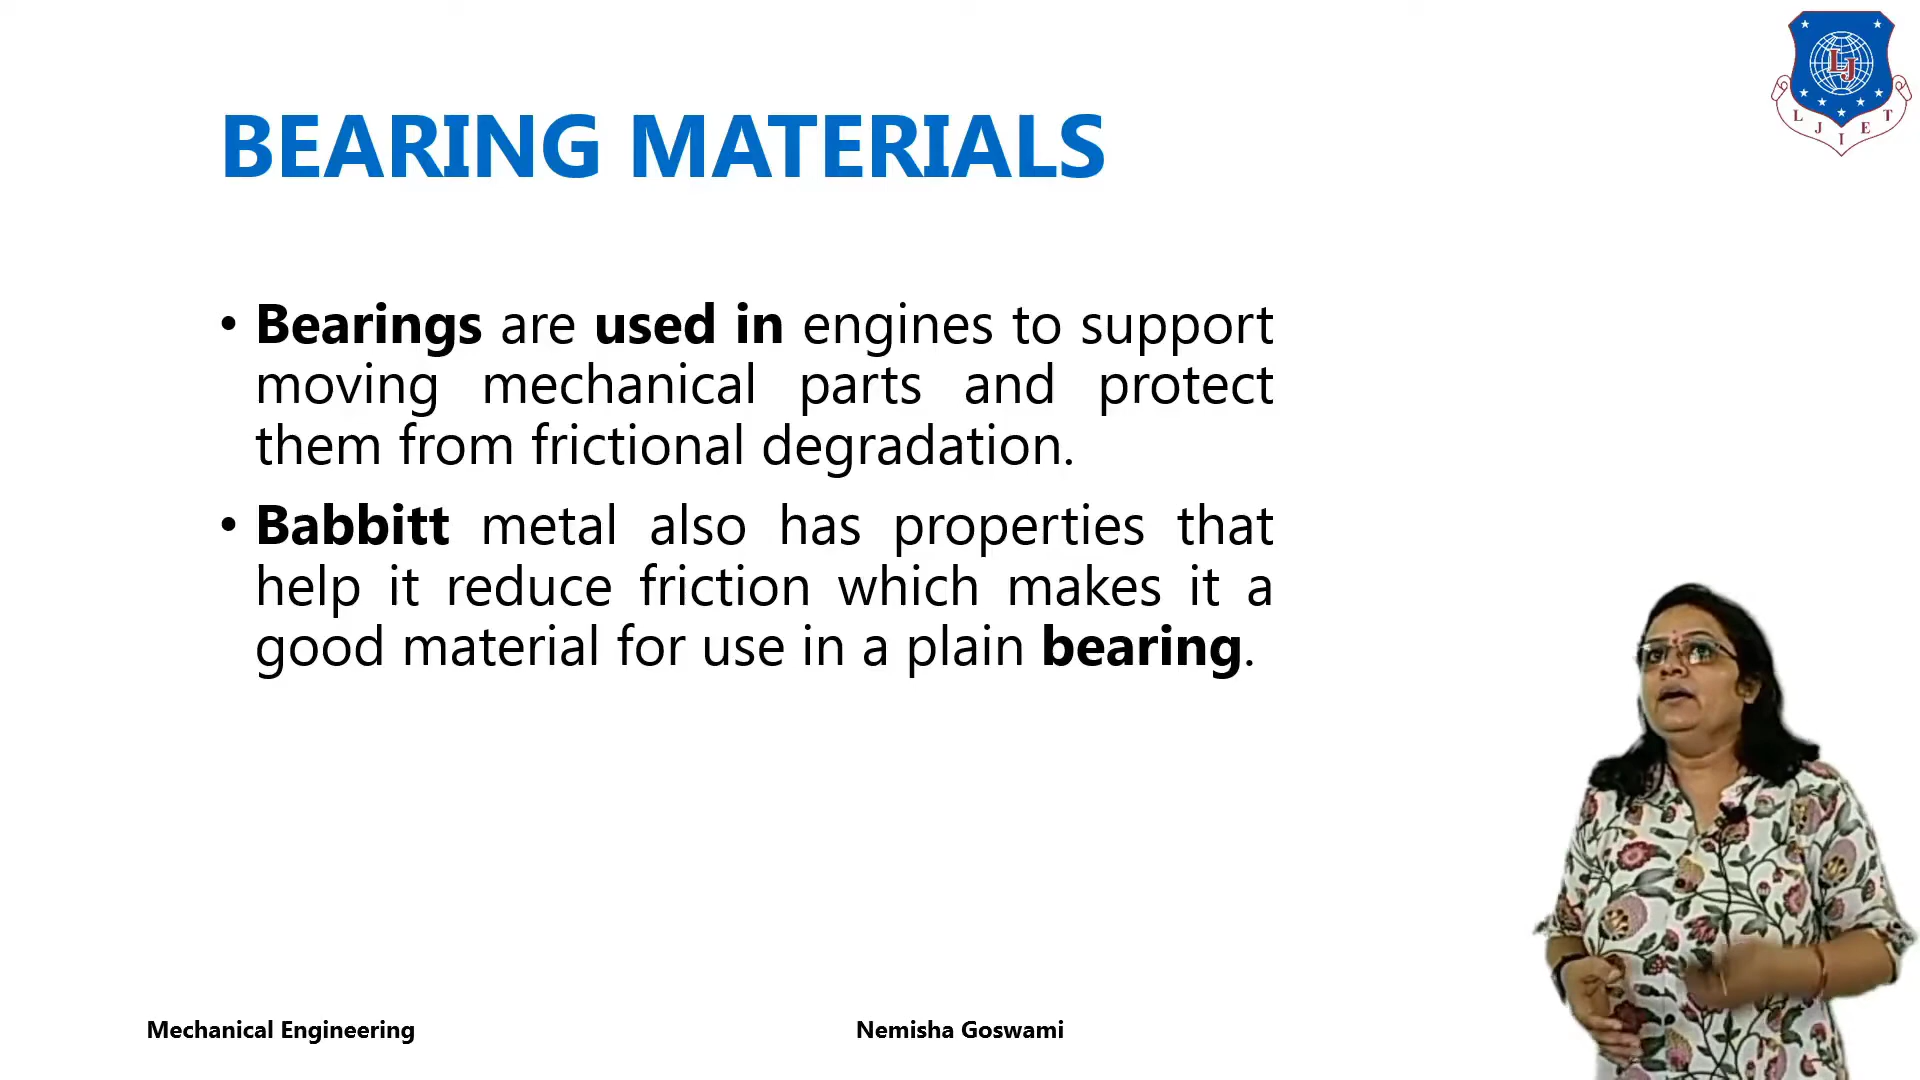 LJ
L J I E T
BEARING MATERIALS
• Bearings are used in engines to support
moving mechanical parts and protect
them from frictional degradation.
• Babbitt metal also has properties that
help it reduce friction which makes it a
good material for use in a plain bearing.
Mechanical Engineering
Nemisha Goswami